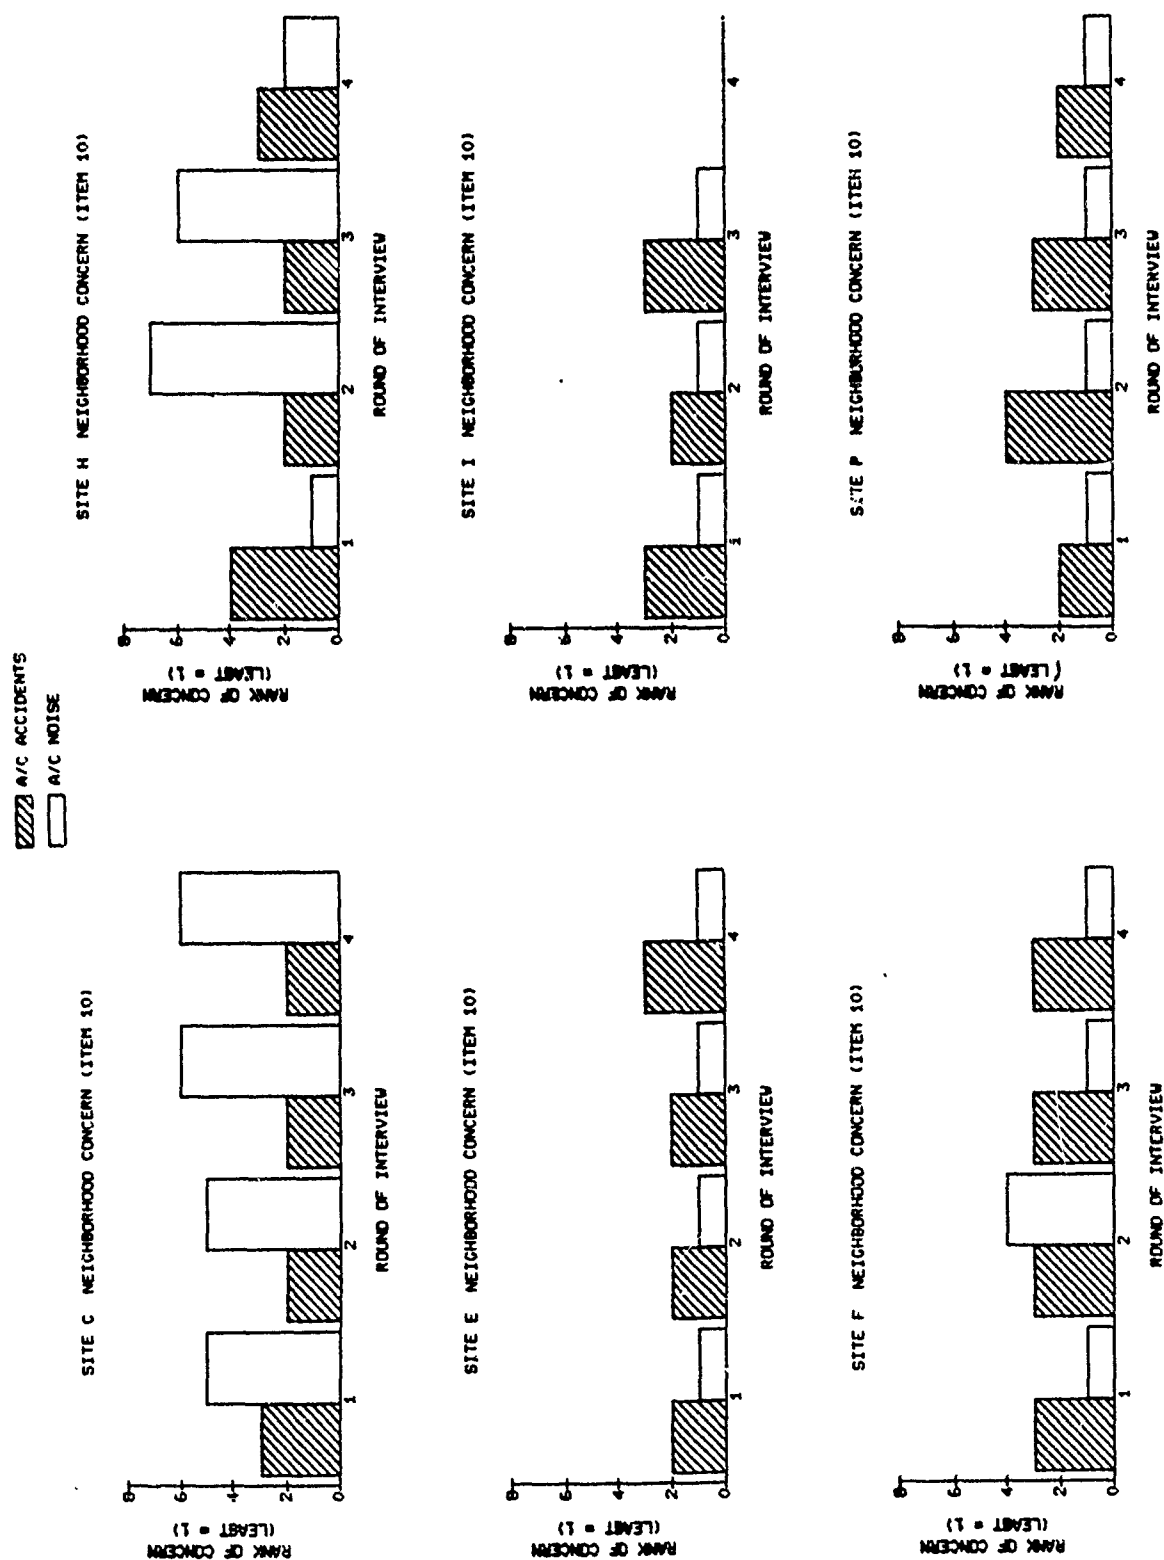 A/C ACCIDENTS
A/C NOISE
SITE C NEIGHBORHOOD CONCERN (ITEM 10)
RANK OF CONCERN
(LEAST = 1)
8
6
4
2
0
1 2 3 4
ROUND OF INTERVIEW
SITE H NEIGHBORHOOD CONCERN (ITEM 10)
RANK OF CONCERN
(LEAST = 1)
8
6
4
2
0
1 2 3 4
ROUND OF INTERVIEW
SITE E NEIGHBORHOOD CONCERN (ITEM 10)
RANK OF CONCERN
(LEAST = 1)
8
6
4
2
0
1 2 3 4
ROUND OF INTERVIEW
SITE I NEIGHBORHOOD CONCERN (ITEM 10)
RANK OF CONCERN
(LEAST = 1)
8
6
4
2
0
1 2 3 4
ROUND OF INTERVIEW
SITE F NEIGHBORHOOD CONCERN (ITEM 10)
RANK OF CONCERN
(LEAST = 1)
8
6
4
2
0
1 2 3 4
ROUND OF INTERVIEW
SITE P NEIGHBORHOOD CONCERN (ITEM 10)
RANK OF CONCERN
(LEAST = 1)
8
6
4
2
0
1 2 3 4
ROUND OF INTERVIEW